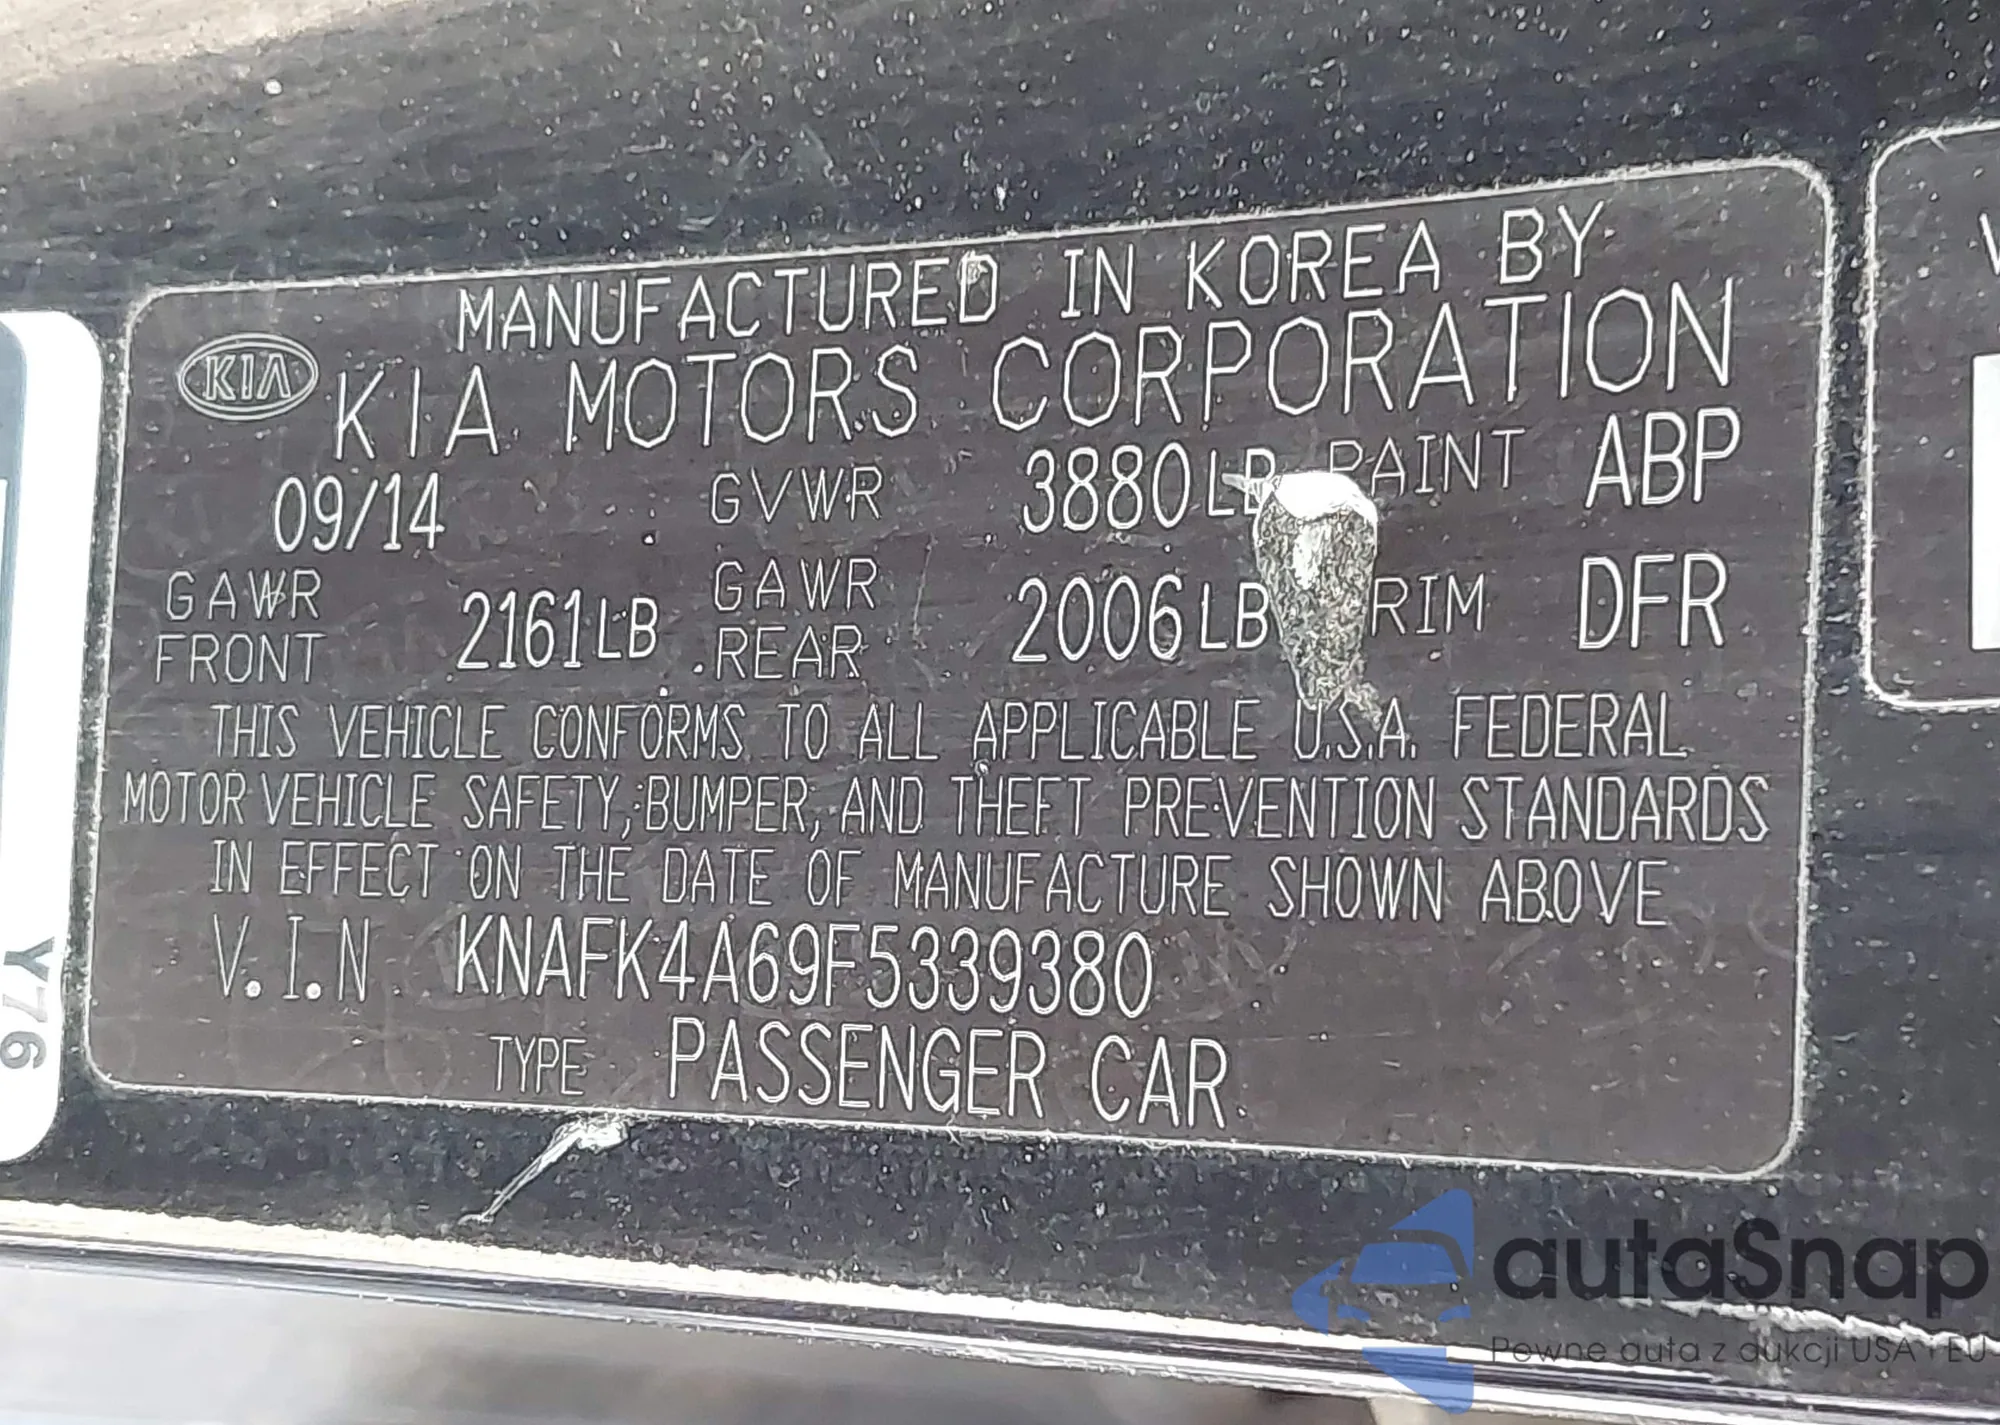 MANUFACTURED IN KOREA BY
KIA KIA MOTORS CORPORATION
09/14 GVWR 3880LB PAINT ABP
GAWR FRONT 2161LB GAWR REAR 2006LB TRIM DFR
THIS VEHICLE CONFORMS TO ALL APPLICABLE U.S.A. FEDERAL
MOTOR VEHICLE SAFETY, BUMPER, AND THEFT PREVENTION STANDARDS
IN EFFECT ON THE DATE OF MANUFACTURE SHOWN ABOVE
V.I.N KNAFK4A69F5339380
TYPE PASSENGER CAR
Y76
autaSnap
Pewne auta z aukcji USA i EU